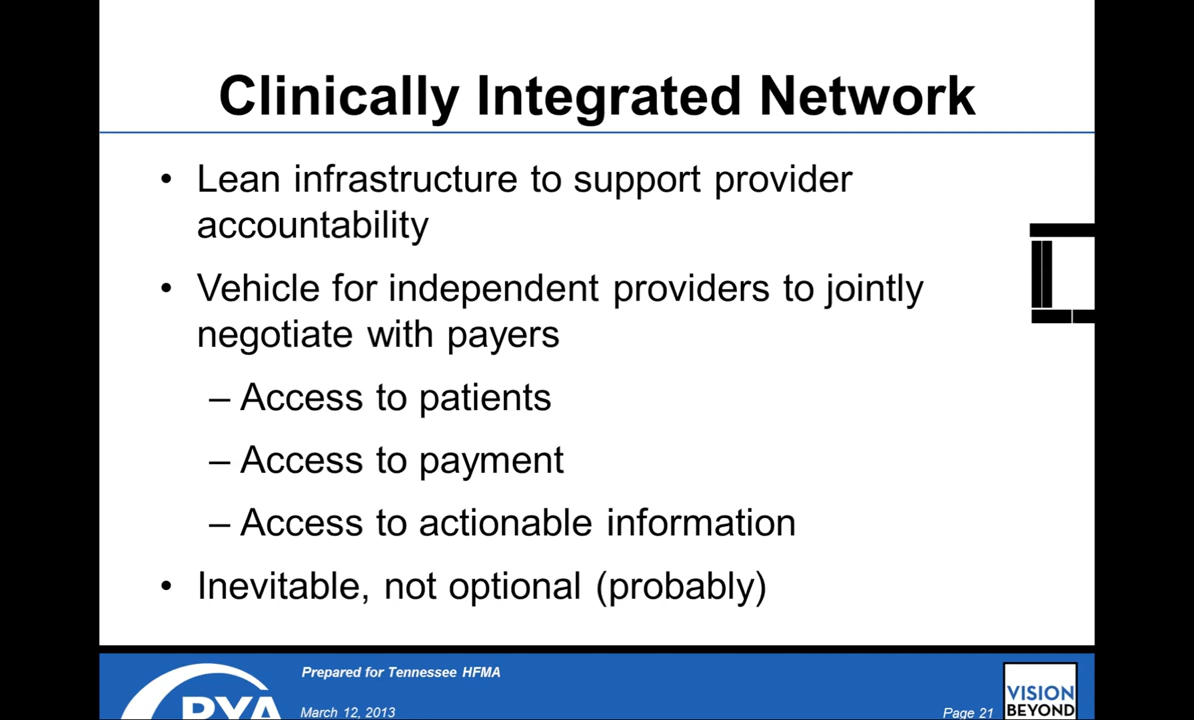 Clinically Integrated Network
• Lean infrastructure to support provider
accountability
• Vehicle for independent providers to jointly
negotiate with payers
– Access to patients
– Access to payment
– Access to actionable information
• Inevitable, not optional (probably)
Prepared for Tennessee HFMA
March 12, 2013
PYA
Page 21
VISION
BEYOND